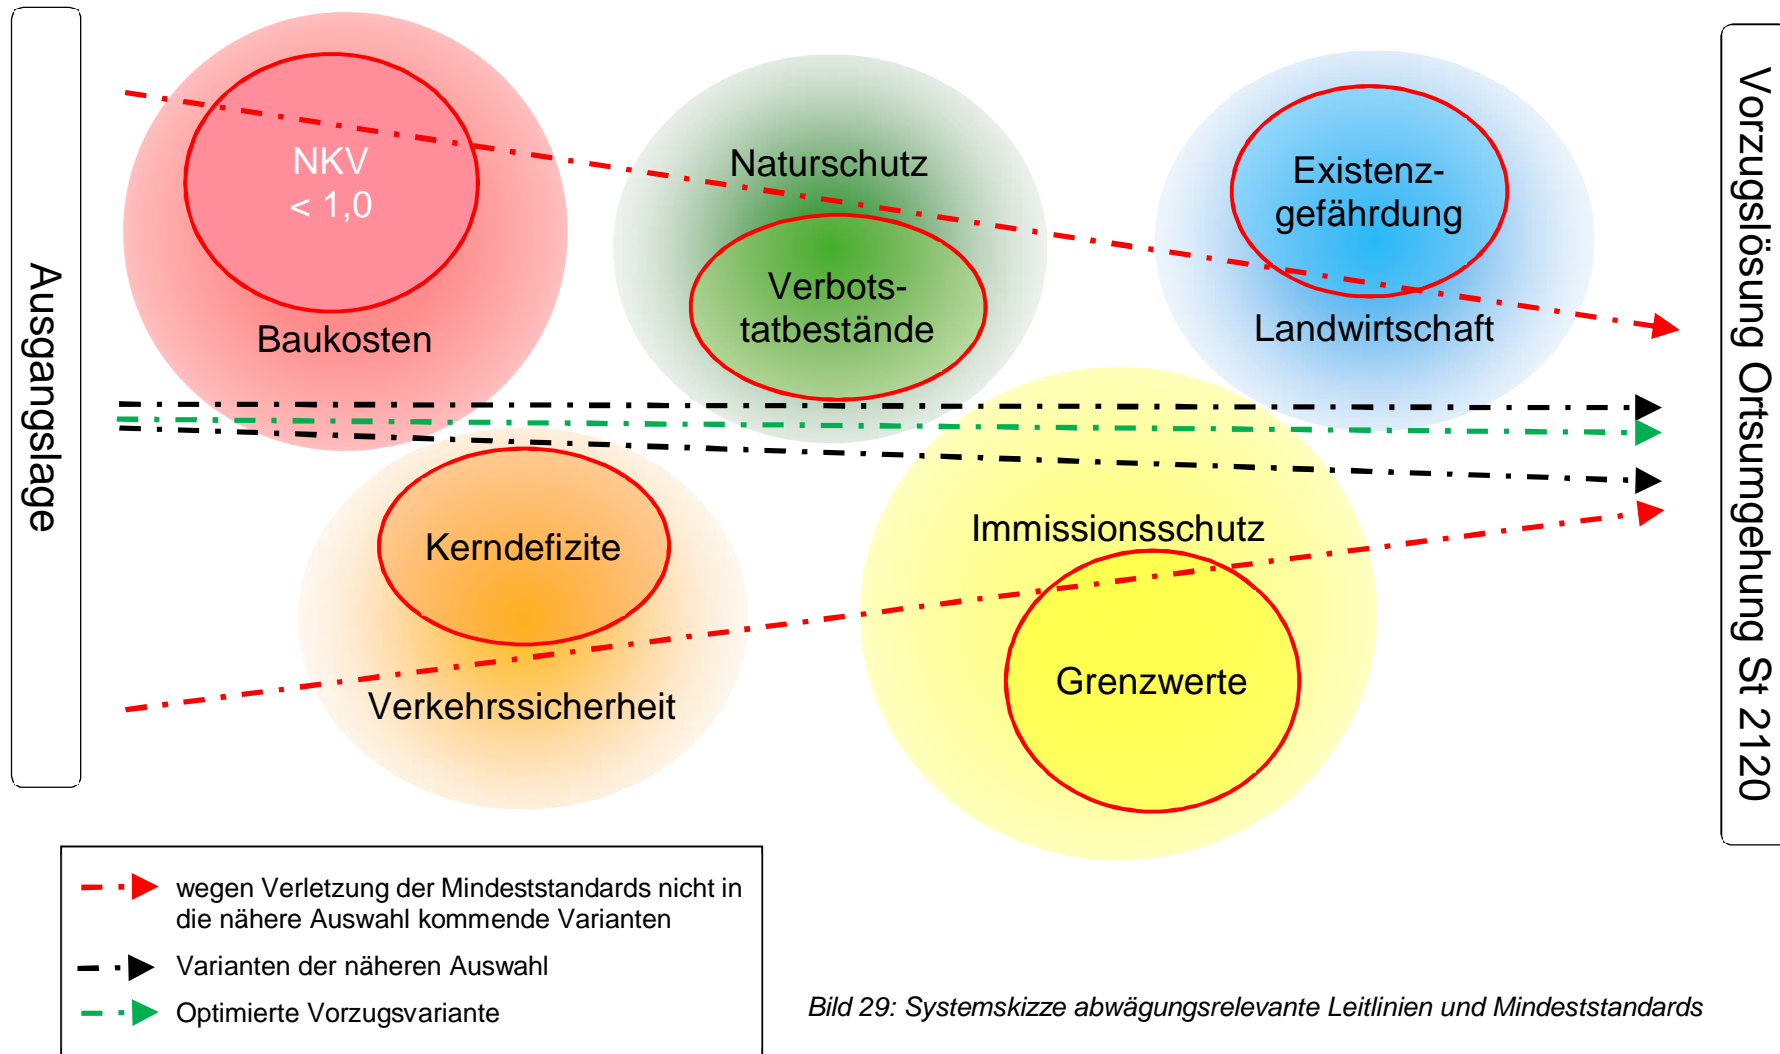 Ausgangslage
NKV
< 1,0
Baukosten
Naturschutz
Verbots-
tatbestände
Existenz-
gefährdung
Landwirtschaft
Kerndefizite
Verkehrssicherheit
Immissionsschutz
Grenzwerte
Vorzugslösung Ortsumgehung St 2120
wegen Verletzung der Mindeststandards nicht in
die nähere Auswahl kommende Varianten
Varianten der näheren Auswahl
Optimierte Vorzugsvariante
Bild 29: Systemskizze abwägungsrelevante Leitlinien und Mindeststandards